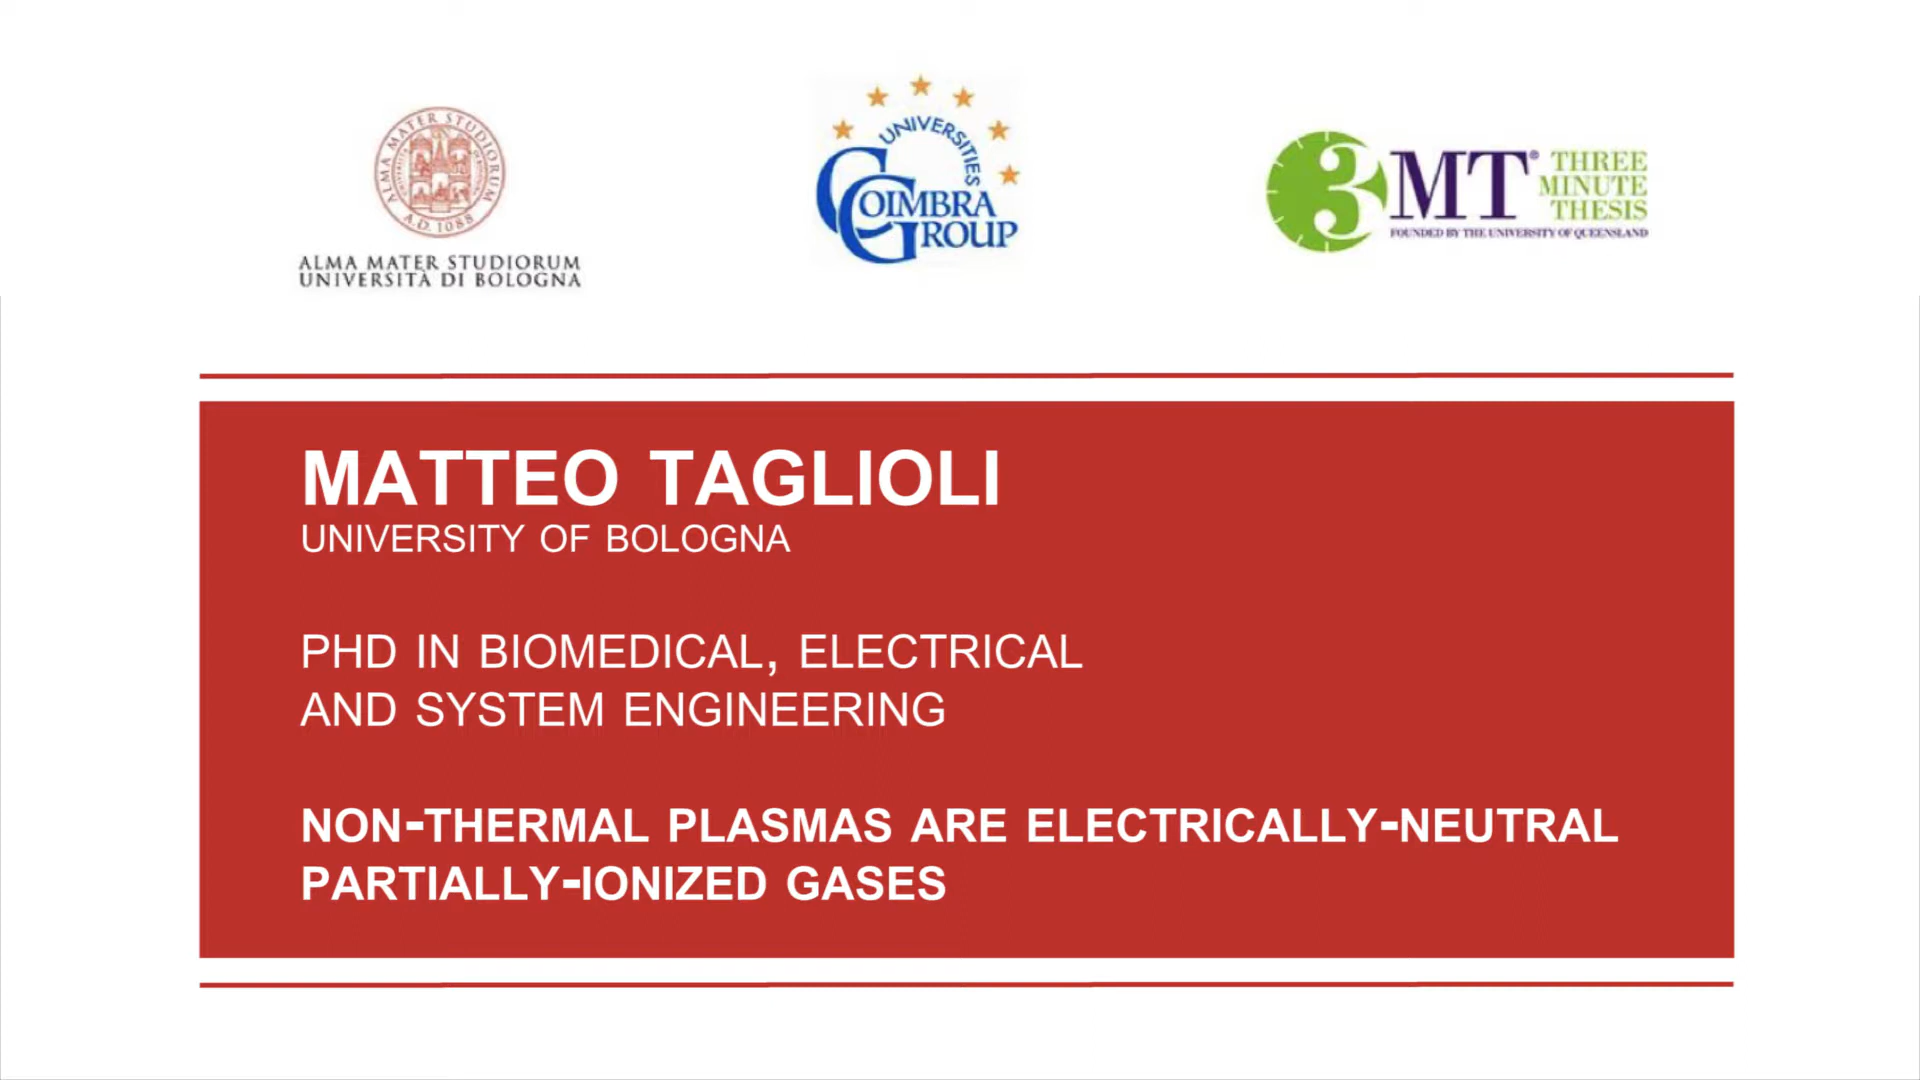 ALMA MATER STUDIORUM
A.D. 1088
ALMA MATER STUDIORUM
UNIVERSITÀ DI BOLOGNA
UNIVERSITIES
COIMBRA
GROUP
3MT® THREE
MINUTE
THESIS
FOUNDED BY THE UNIVERSITY OF QUEENSLAND
MATTEO TAGLIOLI
UNIVERSITY OF BOLOGNA
PHD IN BIOMEDICAL, ELECTRICAL
AND SYSTEM ENGINEERING
NON-THERMAL PLASMAS ARE ELECTRICALLY-NEUTRAL
PARTIALLY-IONIZED GASES